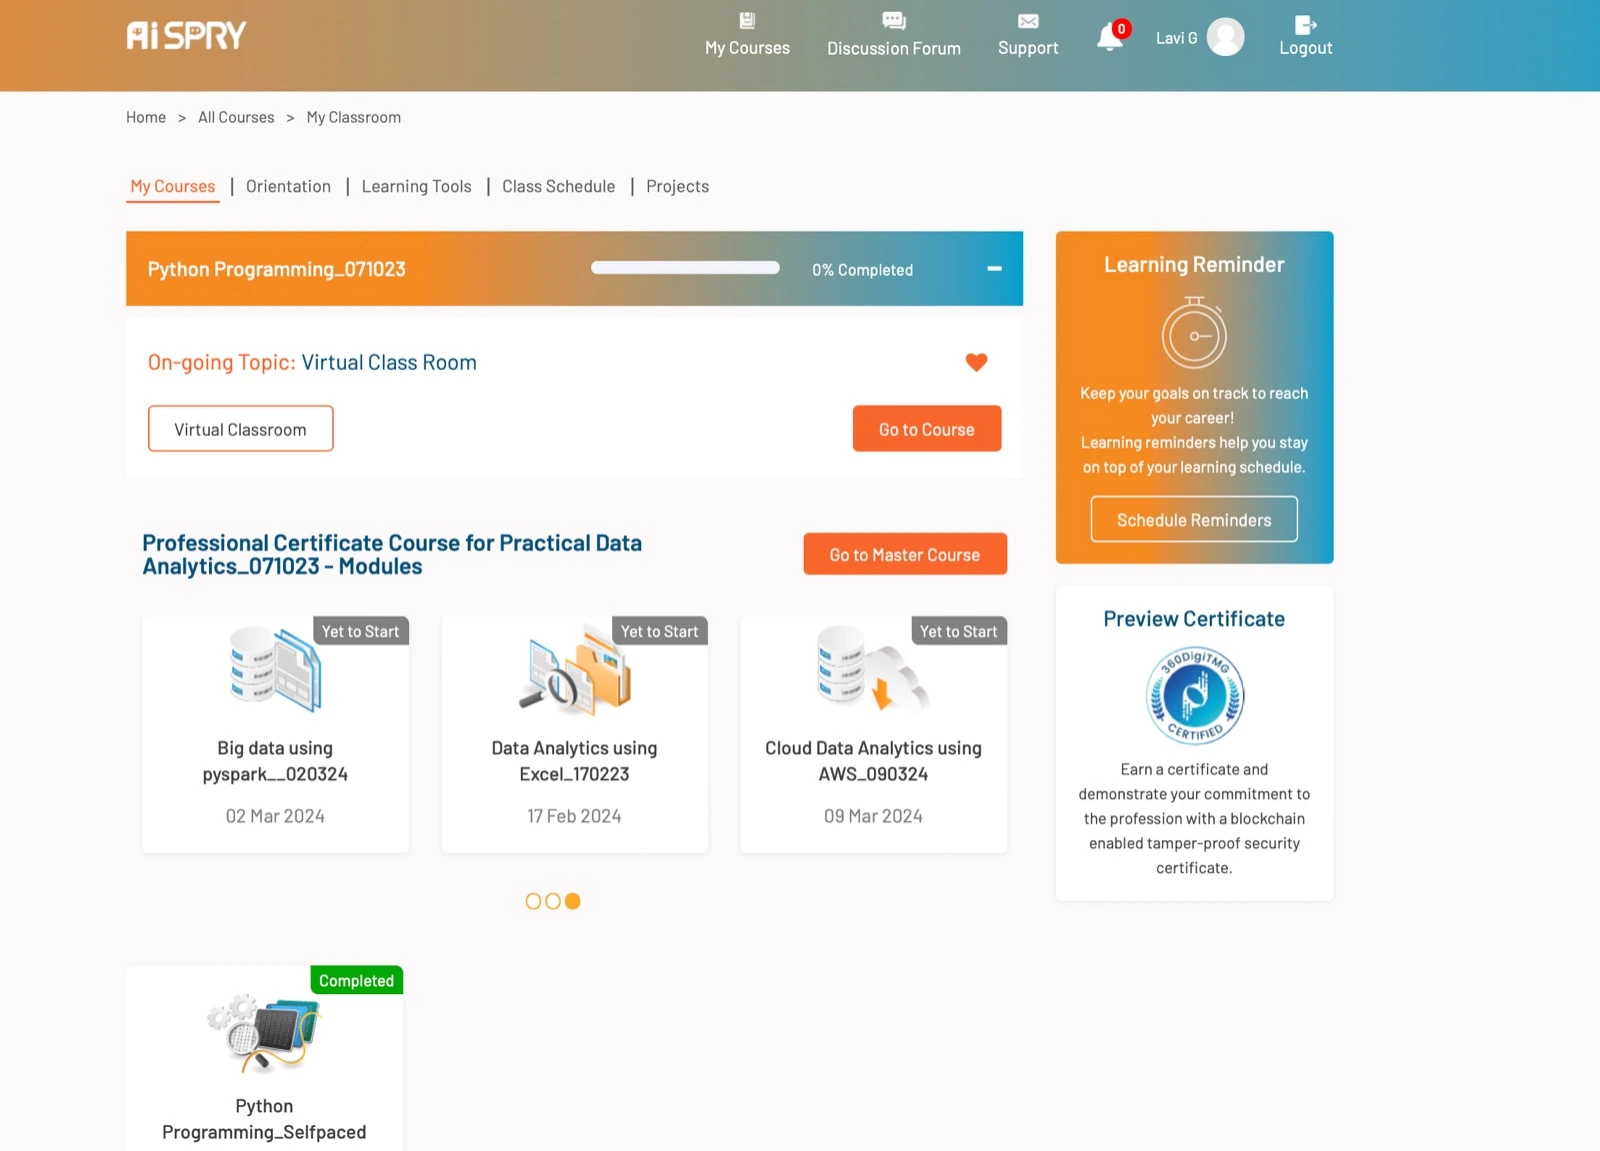 AiSPRY
My Courses
Discussion Forum
Support
0
Lavi G
Logout
Home > All Courses > My Classroom
My Courses | Orientation | Learning Tools | Class Schedule | Projects
Python Programming_071023
0% Completed
On-going Topic: Virtual Class Room
Virtual Classroom
Go to Course
Professional Certificate Course for Practical Data
Analytics_071023 - Modules
Go to Master Course
Yet to Start
Big data using
pyspark__020324
02 Mar 2024
Yet to Start
Data Analytics using
Excel_170223
17 Feb 2024
Yet to Start
Cloud Data Analytics using
AWS_090324
09 Mar 2024
Completed
Python
Programming_Selfpaced
Learning Reminder
Keep your goals on track to reach
your career!
Learning reminders help you stay
on top of your learning schedule.
Schedule Reminders
Preview Certificate
360DigiTMG
CERTIFIED
Earn a certificate and
demonstrate your commitment to
the profession with a blockchain
enabled tamper-proof security
certificate.